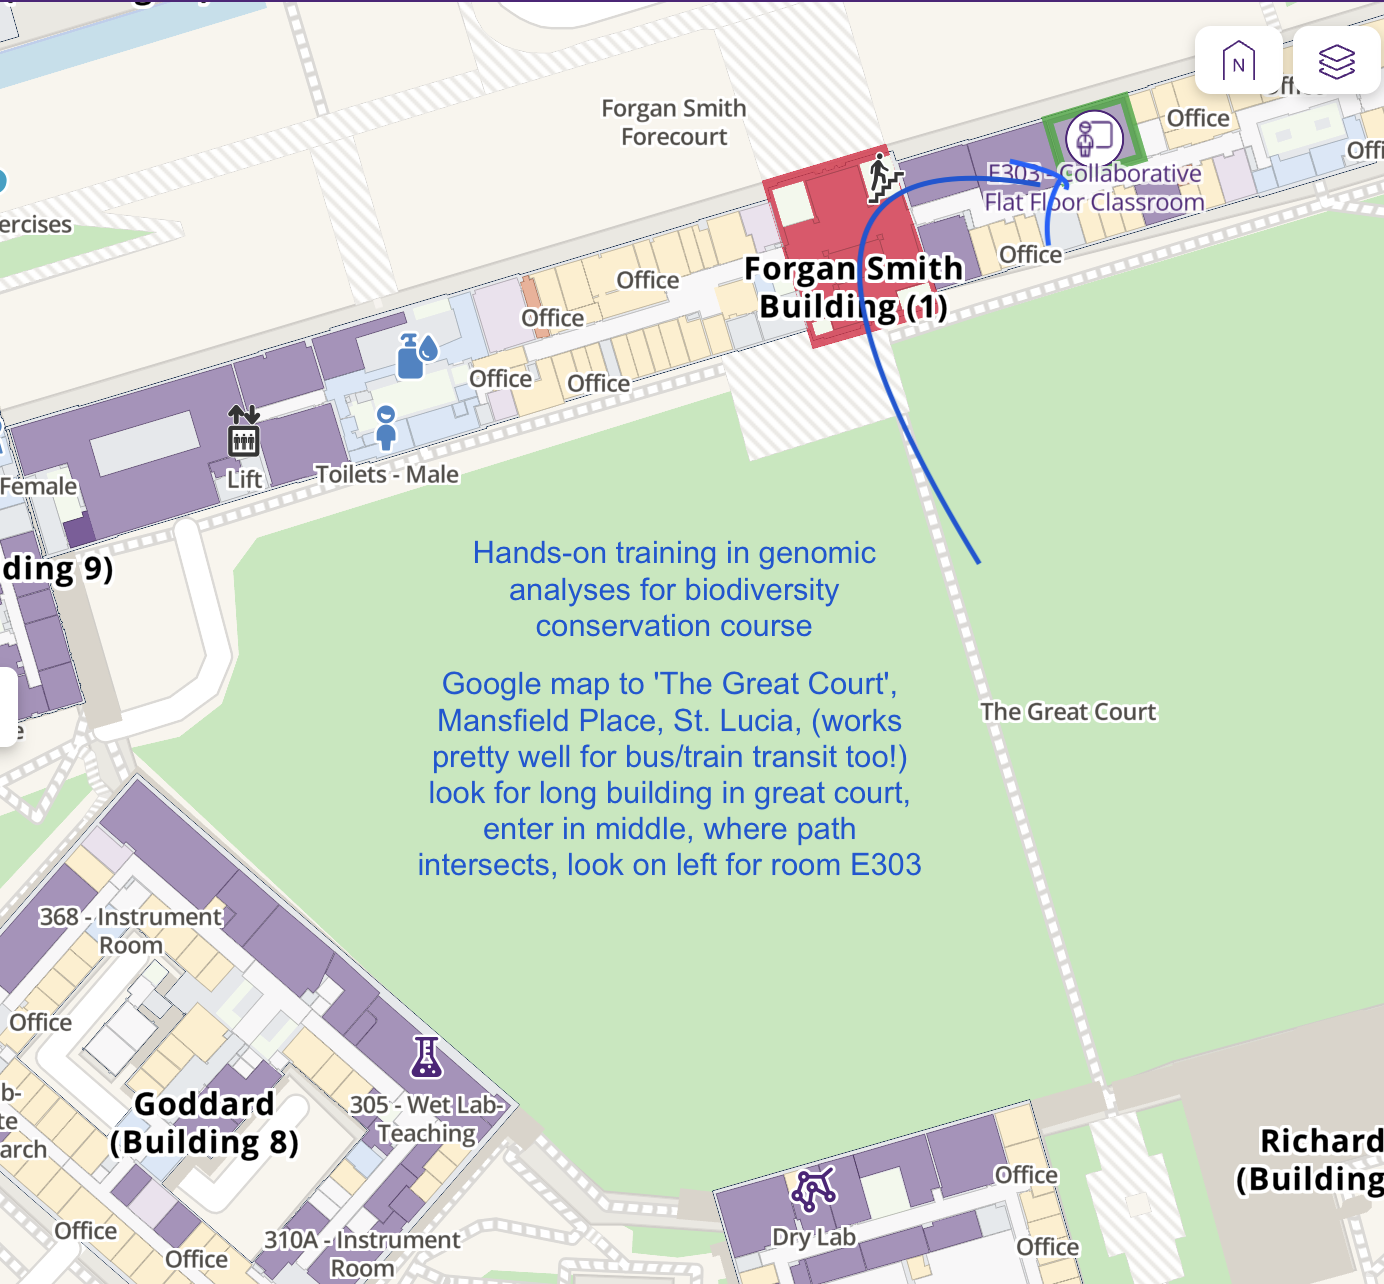 Forgan Smith
Forecourt
N
Office
Office
E303 - Collaborative
Flat Floor Classroom
ercises
Office
Forgan Smith
Building (1)
Office
Office
Office
Office
Lift
Toilets - Male
Female
ding 9)
Hands-on training in genomic
analyses for biodiversity
conservation course
Google map to 'The Great Court',
Mansfield Place, St. Lucia, (works
pretty well for bus/train transit too!)
look for long building in great court,
enter in middle, where path
intersects, look on left for room E303
The Great Court
368 - Instrument
Room
Office
Goddard
(Building 8)
305 - Wet Lab-
Teaching
b-
te
arch
Richard
(Building
Office
Dry Lab
Office
Office
Office
310A - Instrument
Room